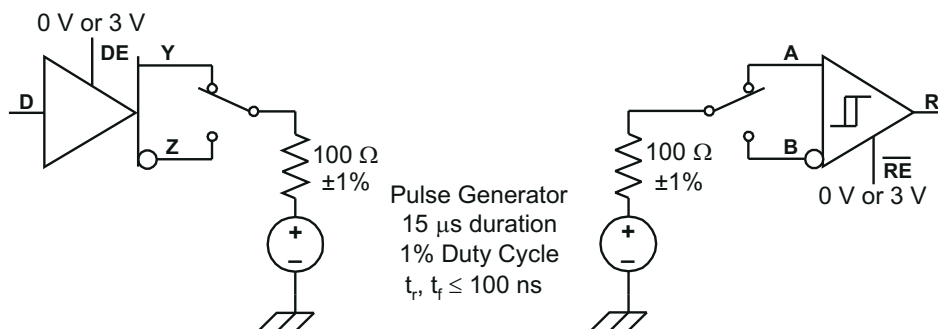 0 V or 3 V
DE
Y
D
Z
100 Ω
±1%
+
–
Pulse Generator
15 μs duration
1% Duty Cycle
tr, tf ≤ 100 ns
A
B
R
RE
0 V or 3 V
100 Ω
±1%
+
–